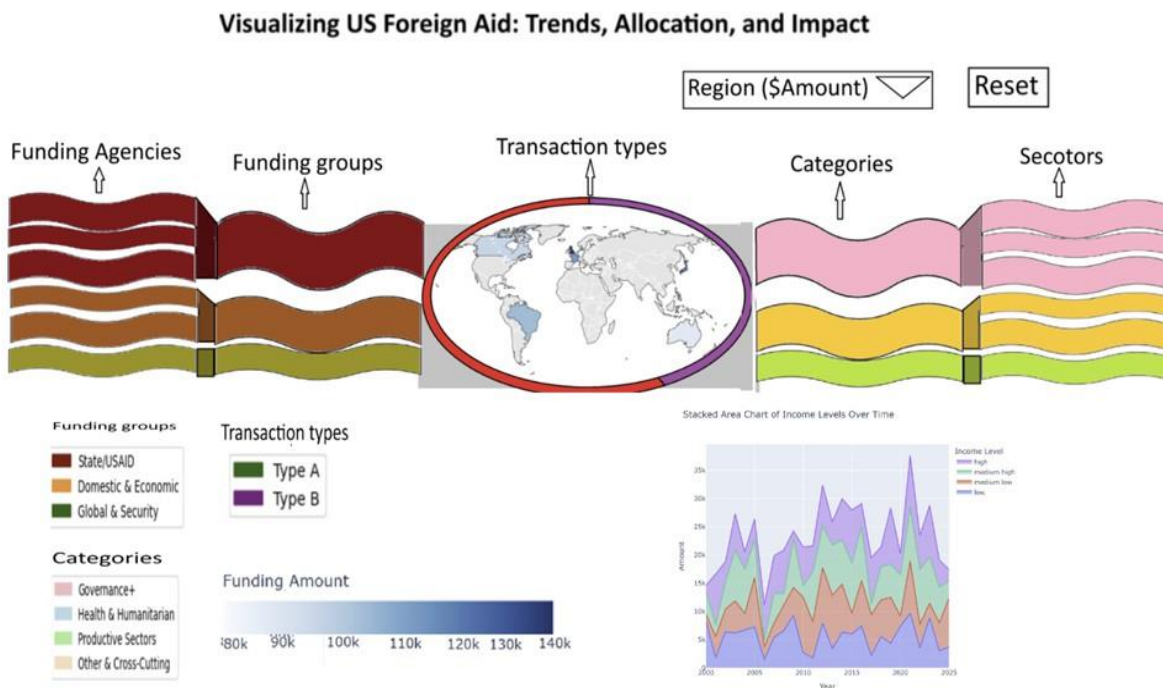 Visualizing US Foreign Aid: Trends, Allocation, and Impact
Region ($Amount)
Reset
Funding Agencies
Funding groups
Transaction types
Categories
Secotors
Funding groups
State/USAID
Domestic & Economic
Global & Security
Transaction types
Type A
Type B
Categories
Governance+
Health & Humanitarian
Productive Sectors
Other & Cross-Cutting
Funding Amount
80k 90k 100k 110k 120k 130k 140k
Stacked Area Chart of Income Levels Over Time
Income Level
high
medium high
medium low
low
Amount
35k
30k
25k
20k
15k
10k
5k
0
2000 2005 2010 2015 2020 2025
Year